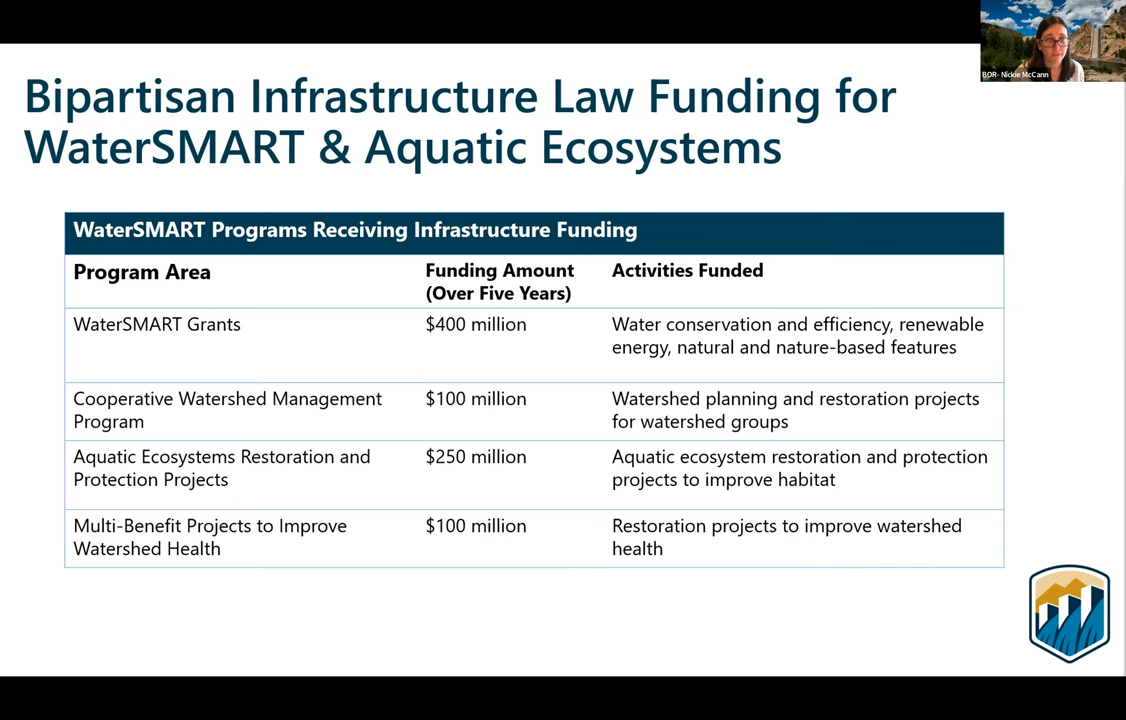 BOR- Nickie McCann
Bipartisan Infrastructure Law Funding for
WaterSMART & Aquatic Ecosystems
WaterSMART Programs Receiving Infrastructure Funding
Program Area
Funding Amount
(Over Five Years)
Activities Funded
WaterSMART Grants
$400 million
Water conservation and efficiency, renewable
energy, natural and nature-based features
Cooperative Watershed Management
Program
$100 million
Watershed planning and restoration projects
for watershed groups
Aquatic Ecosystems Restoration and
Protection Projects
$250 million
Aquatic ecosystem restoration and protection
projects to improve habitat
Multi-Benefit Projects to Improve
Watershed Health
$100 million
Restoration projects to improve watershed
health